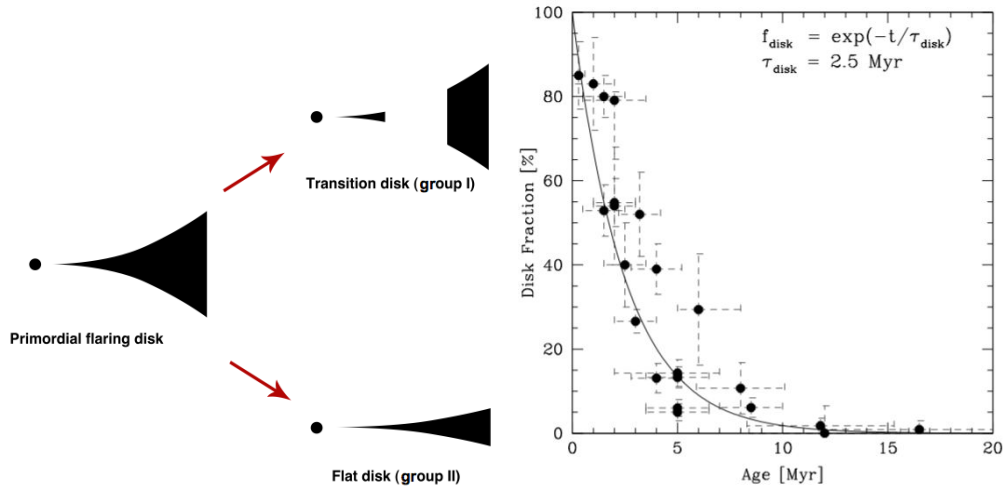 Transition disk (group I)
Primordial flaring disk
Flat disk (group II)
f_disk = exp(−t/τ_disk)
τ_disk = 2.5 Myr
Disk Fraction [%]
100
80
60
40
20
0
0 5 10 15 20
Age [Myr]